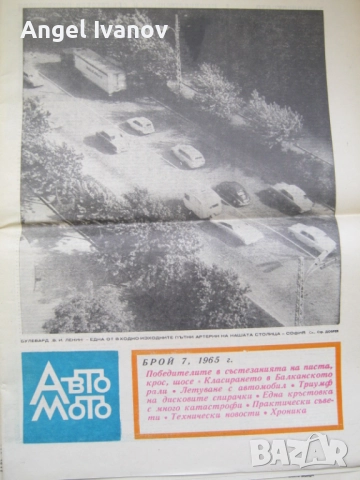 Angel Ivanov
БУЛЕВАРД „В. И. ЛЕНИН" - ЕДНА ОТ ВХОДНО-ИЗХОДНИТЕ ПЪТНИ АРТЕРИИ НА НАШАТА СТОЛИЦА - СОФИЯ
АВТО
МОТО
БРОЙ 7, 1965 г.
Победителите в състезанията на писта,
крос, шосе • Класирането в Балканското
рали • Летуване с автомобил • Триумф
на дисковите спирачки • Една кръстовка
с много катастрофи • Практически съве-
ти • Технически новости • Хроника
bazar.bg